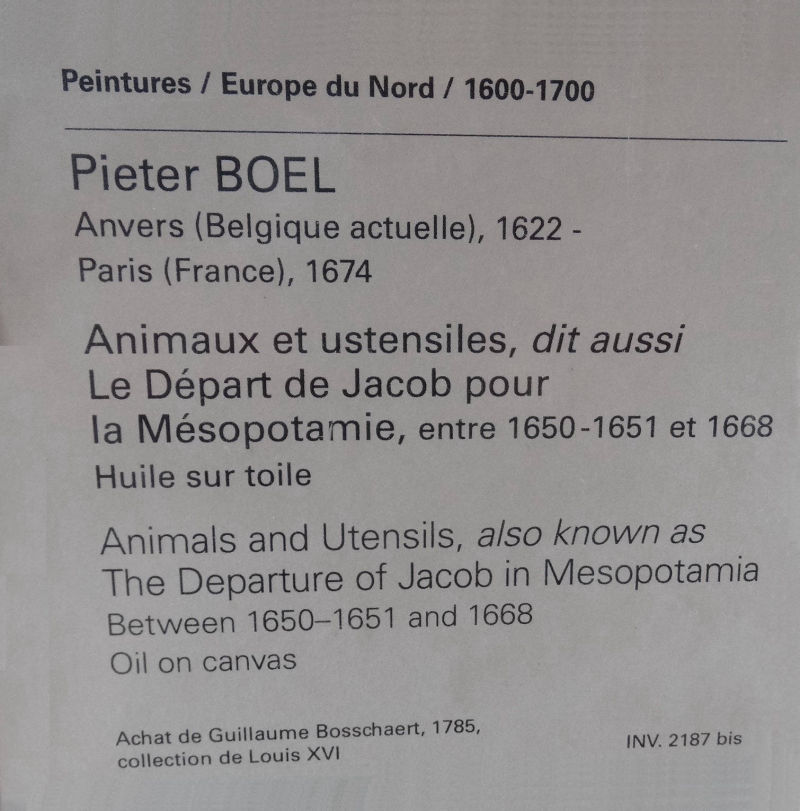 Peintures / Europe du Nord / 1600-1700
Pieter BOEL
Anvers (Belgique actuelle), 1622 -
Paris (France), 1674
Animaux et ustensiles, dit aussi
Le Départ de Jacob pour
la Mésopotamie, entre 1650-1651 et 1668
Huile sur toile
Animals and Utensils, also known as
The Departure of Jacob in Mesopotamia
Between 1650–1651 and 1668
Oil on canvas
Achat de Guillaume Bosschaert, 1785,
collection de Louis XVI
INV. 2187 bis